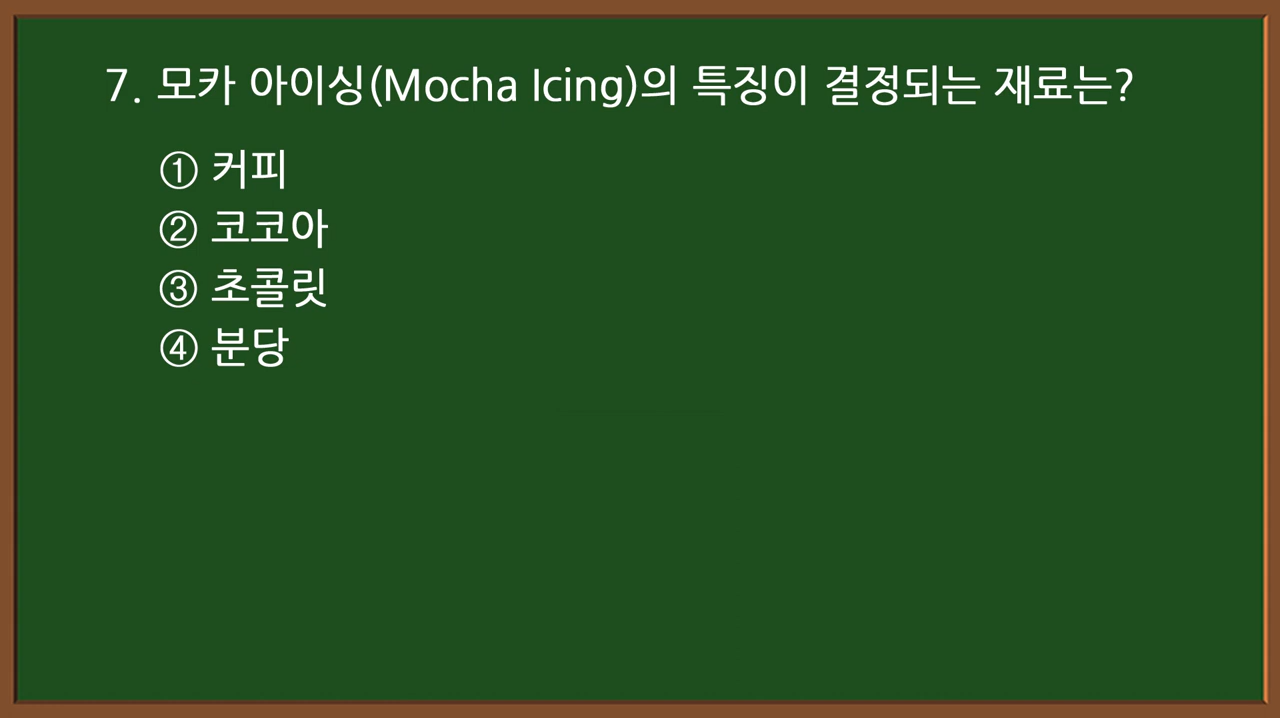 7. 모카 아이싱(Mocha Icing)의 특징이 결정되는 재료는?
① 커피
② 코코아
③ 초콜릿
④ 분당